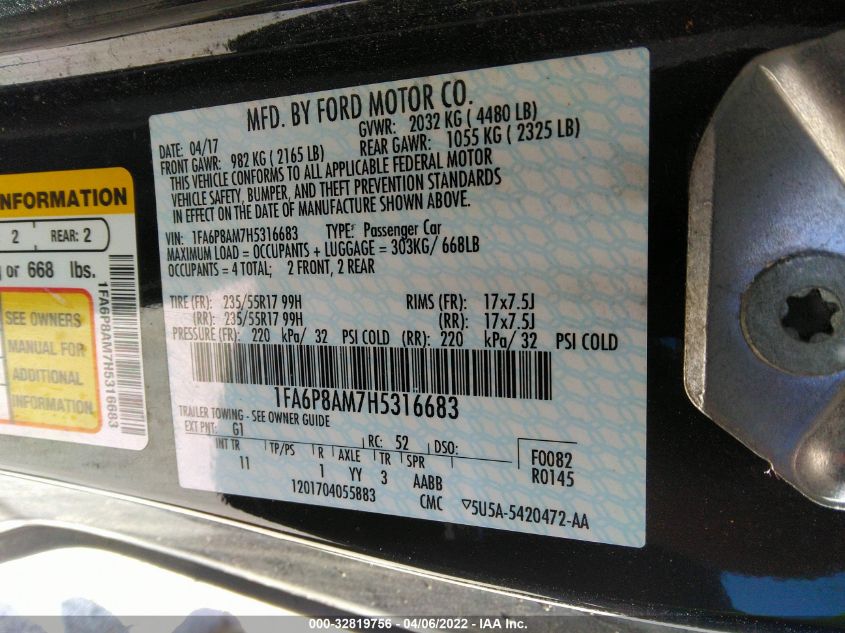 MFD. BY FORD MOTOR CO.
DATE: 04/17 GVWR: 2032 KG ( 4480 LB)
FRONT GAWR: 982 KG ( 2165 LB) REAR GAWR: 1055 KG ( 2325 LB)
THIS VEHICLE CONFORMS TO ALL APPLICABLE FEDERAL MOTOR
VEHICLE SAFETY, BUMPER, AND THEFT PREVENTION STANDARDS
IN EFFECT ON THE DATE OF MANUFACTURE SHOWN ABOVE.
VIN: 1FA6P8AM7H5316683 TYPE: Passenger Car
MAXIMUM LOAD = OCCUPANTS + LUGGAGE = 303KG/ 668LB
OCCUPANTS = 4 TOTAL; 2 FRONT, 2 REAR
TIRE (FR): 235/55R17 99H RIMS (FR): 17x7.5J
(RR): 235/55R17 99H (RR): 17x7.5J
PRESSURE (FR): 220 kPa/ 32 PSI COLD (RR): 220 kPa/ 32 PSI COLD
1FA6P8AM7H5316683
TRAILER TOWING - SEE OWNER GUIDE
EXT PNT: G1 RC: 52 DSO:
INT TR TP/PS R AXLE TR SPR F0082
11 1 YY 3 AABB R0145
1201704055883 CMC ▽5U5A-5420472-AA
INFORMATION
2 REAR: 2
or 668 lbs.
SEE OWNERS
MANUAL FOR
ADDITIONAL
INFORMATION
1FA6P8AM7H5316683
000-32819756 - 04/06/2022 - IAA Inc.